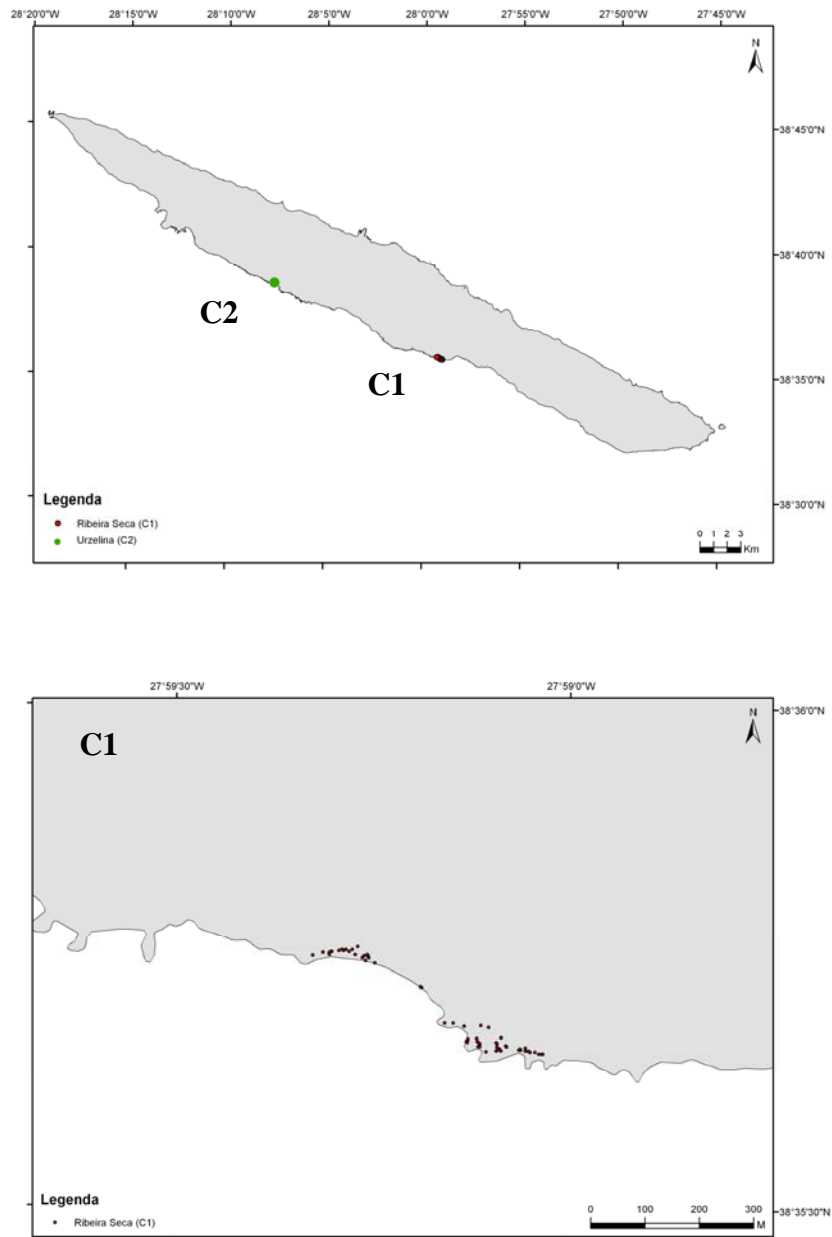 28°20'0"W 28°15'0"W 28°10'0"W 28°5'0"W 28°0'0"W 27°55'0"W 27°50'0"W 27°45'0"W
N
38°45'0"N
38°40'0"N
C2
C1
38°35'0"N
Legenda
Ribeira Seca (C1)
Urzelina (C2)
38°30'0"N
0 1 2 3
Km
27°59'30"W 27°59'0"W
38°36'0"N
N
C1
Legenda
Ribeira Seca (C1)
0 100 200 300
M
38°35'30"N